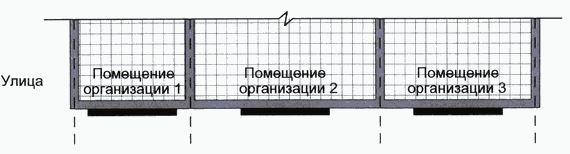 Улица
Помещение
организации 1
Помещение
организации 2
Помещение
организации 3